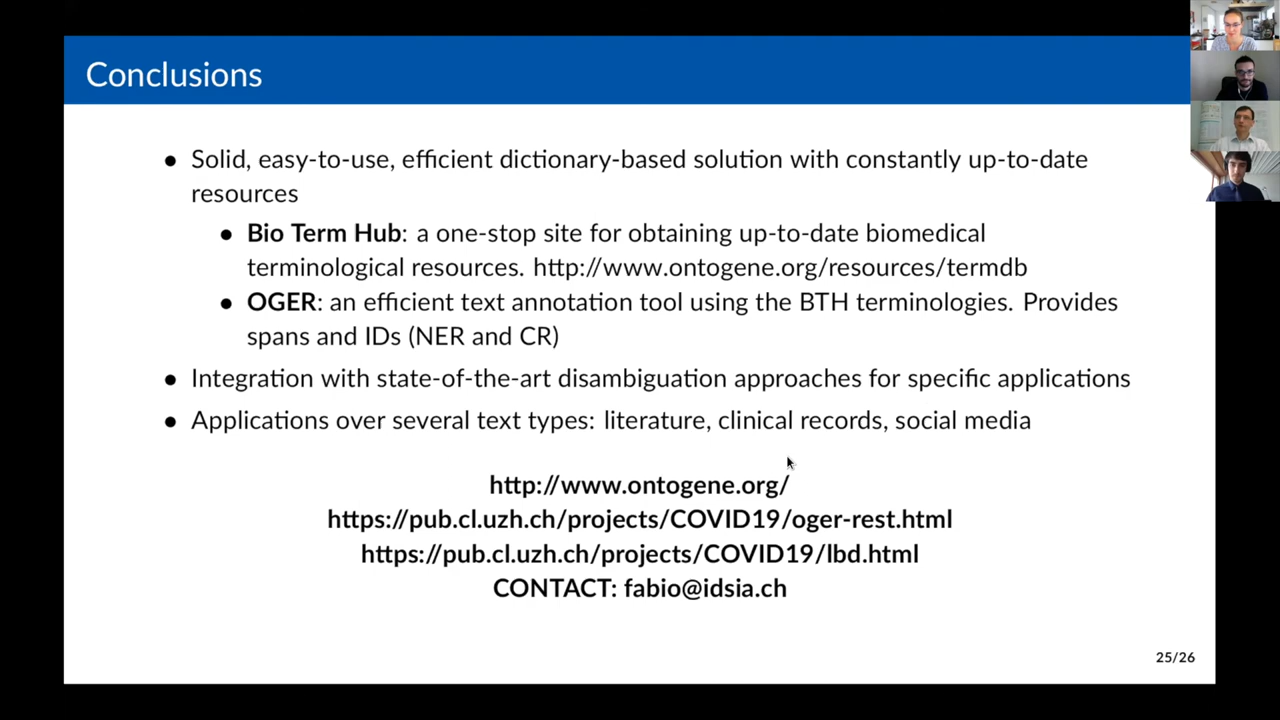 Conclusions
● Solid, easy-to-use, efficient dictionary-based solution with constantly up-to-date
resources
● Bio Term Hub: a one-stop site for obtaining up-to-date biomedical
terminological resources. http://www.ontogene.org/resources/termdb
● OGER: an efficient text annotation tool using the BTH terminologies. Provides
spans and IDs (NER and CR)
● Integration with state-of-the-art disambiguation approaches for specific applications
● Applications over several text types: literature, clinical records, social media
http://www.ontogene.org/
https://pub.cl.uzh.ch/projects/COVID19/oger-rest.html
https://pub.cl.uzh.ch/projects/COVID19/lbd.html
CONTACT: fabio@idsia.ch
25/26